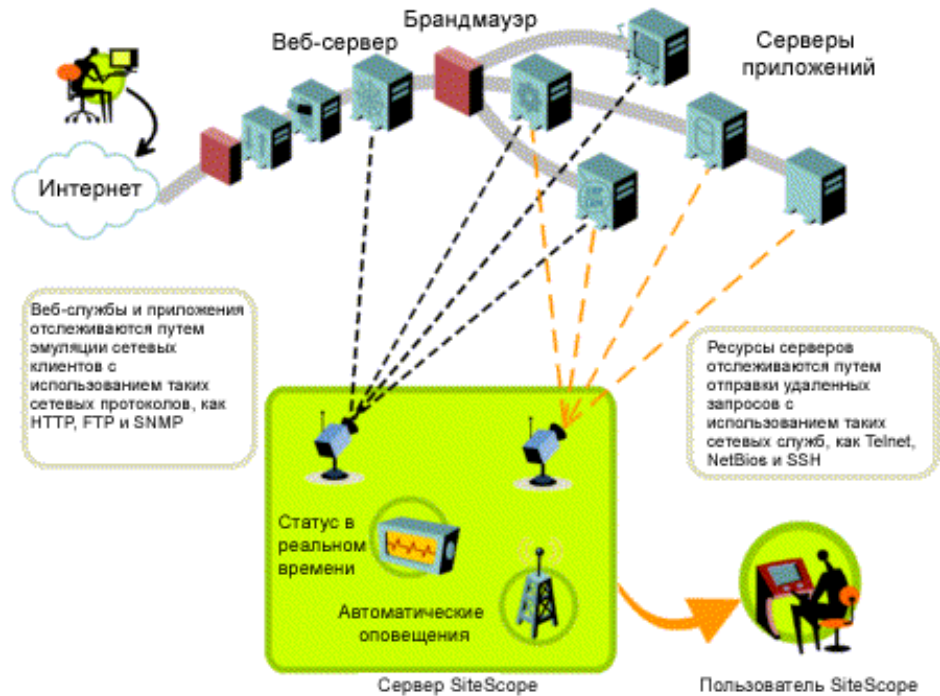 Брандмауэр
Веб-сервер
Серверы
приложений
Интернет
Веб-службы и приложения
отслеживаются путем
эмуляции сетевых
клиентов с
использованием таких
сетевых протоколов, как
HTTP, FTP и SNMP
Ресурсы серверов
отслеживаются путем
отправки удаленных
запросов с
использованием таких
сетевых служб, как Telnet,
NetBios и SSH
Статус в
реальном
времени
Автоматические
оповещения
Сервер SiteScope
Пользователь SiteScope